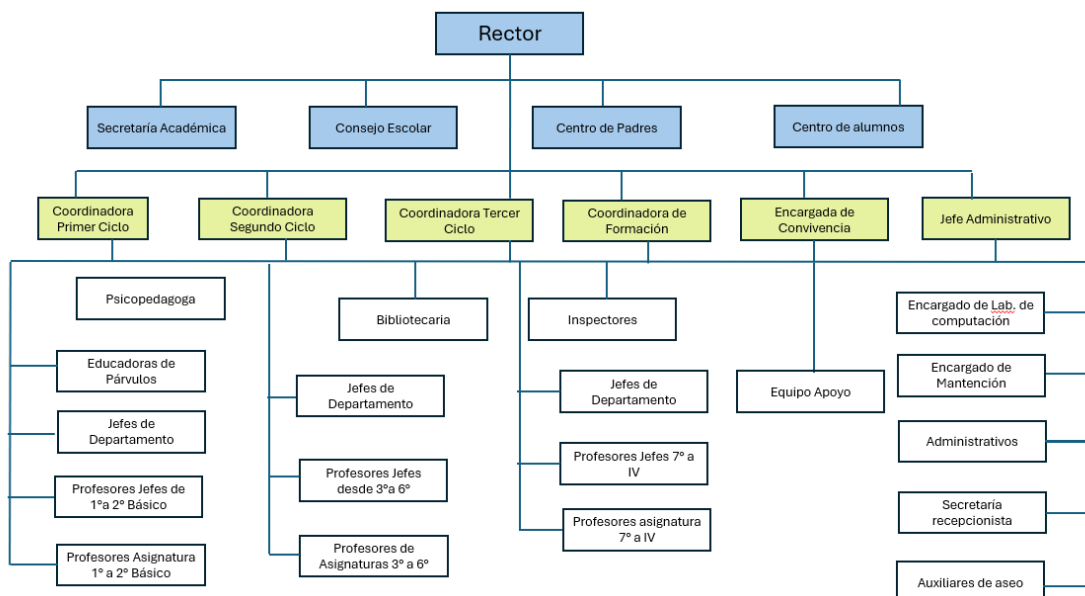 Rector
Secretaría Académica
Consejo Escolar
Centro de Padres
Centro de alumnos
Coordinadora
Primer Ciclo
Coordinadora
Segundo Ciclo
Coordinadora Tercer
Ciclo
Coordinadora de
Formación
Encargada de
Convivencia
Jefe Administrativo
Psicopedagoga
Bibliotecaria
Inspectores
Encargado de Lab. de
computación
Educadoras de
Párvulos
Jefes de
Departamento
Jefes de
Departamento
Equipo Apoyo
Encargado de
Mantención
Jefes de
Departamento
Administrativos
Profesores Jefes de
1°a 2° Básico
Profesores Jefes
desde 3°a 6°
Profesores Jefes 7° a
IV
Secretaría
recepcionista
Profesores Asignatura
1° a 2° Básico
Profesores de
Asignaturas 3° a 6°
Profesores asignatura
7° a IV
Auxiliares de aseo